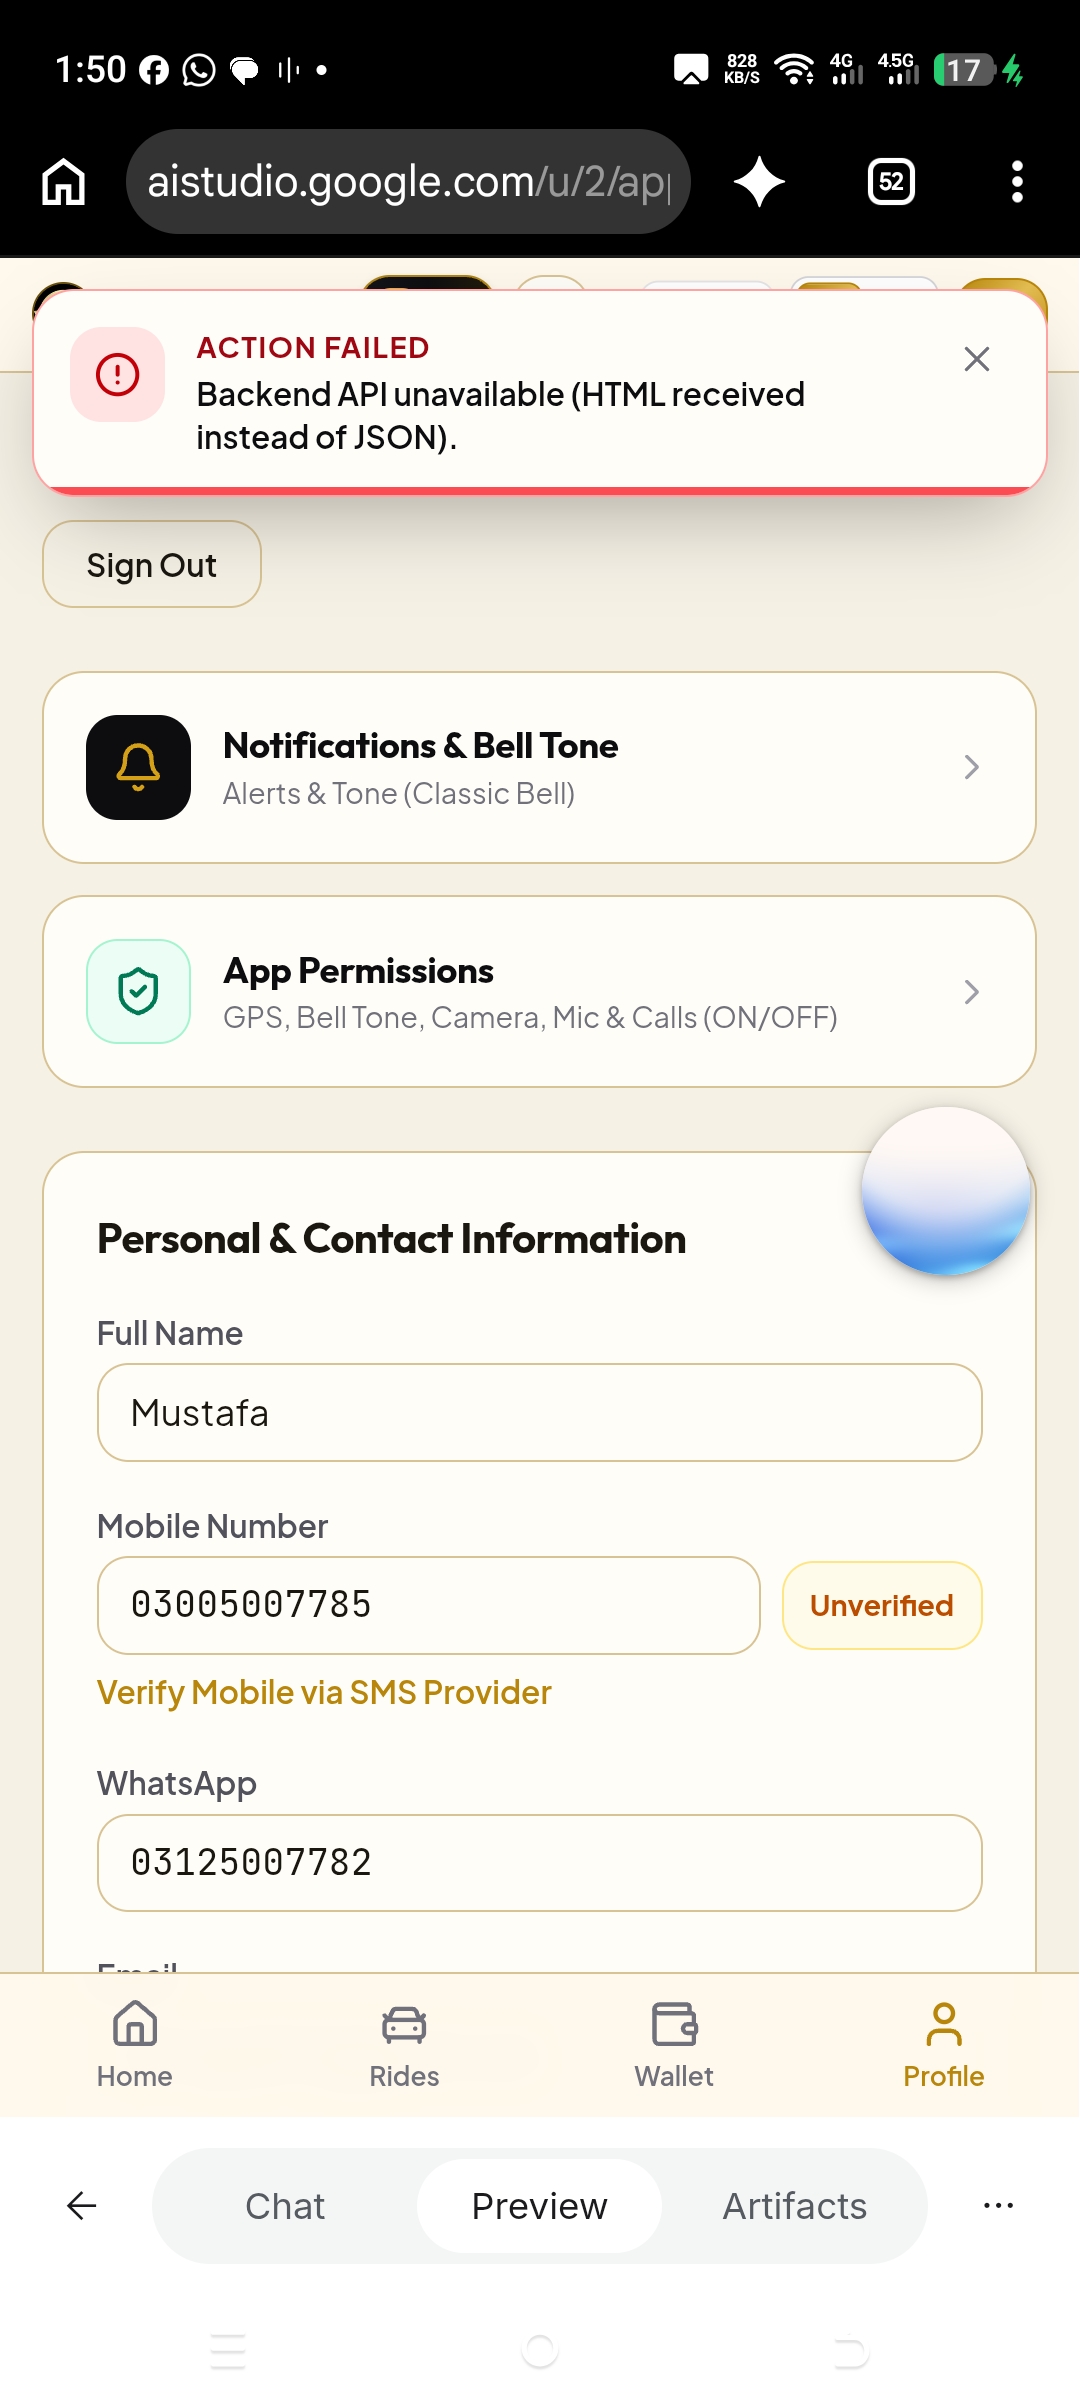 1:50
828
KB/S
4G
4.5G
17
aistudio.google.com/u/2/ap
52
ACTION FAILED
Backend API unavailable (HTML received
instead of JSON).
Sign Out
Notifications & Bell Tone
Alerts & Tone (Classic Bell)
App Permissions
GPS, Bell Tone, Camera, Mic & Calls (ON/OFF)
Personal & Contact Information
Full Name
Mustafa
Mobile Number
03005007785
Unverified
Verify Mobile via SMS Provider
WhatsApp
03125007782
Email
Home
Rides
Wallet
Profile
Chat
Preview
Artifacts